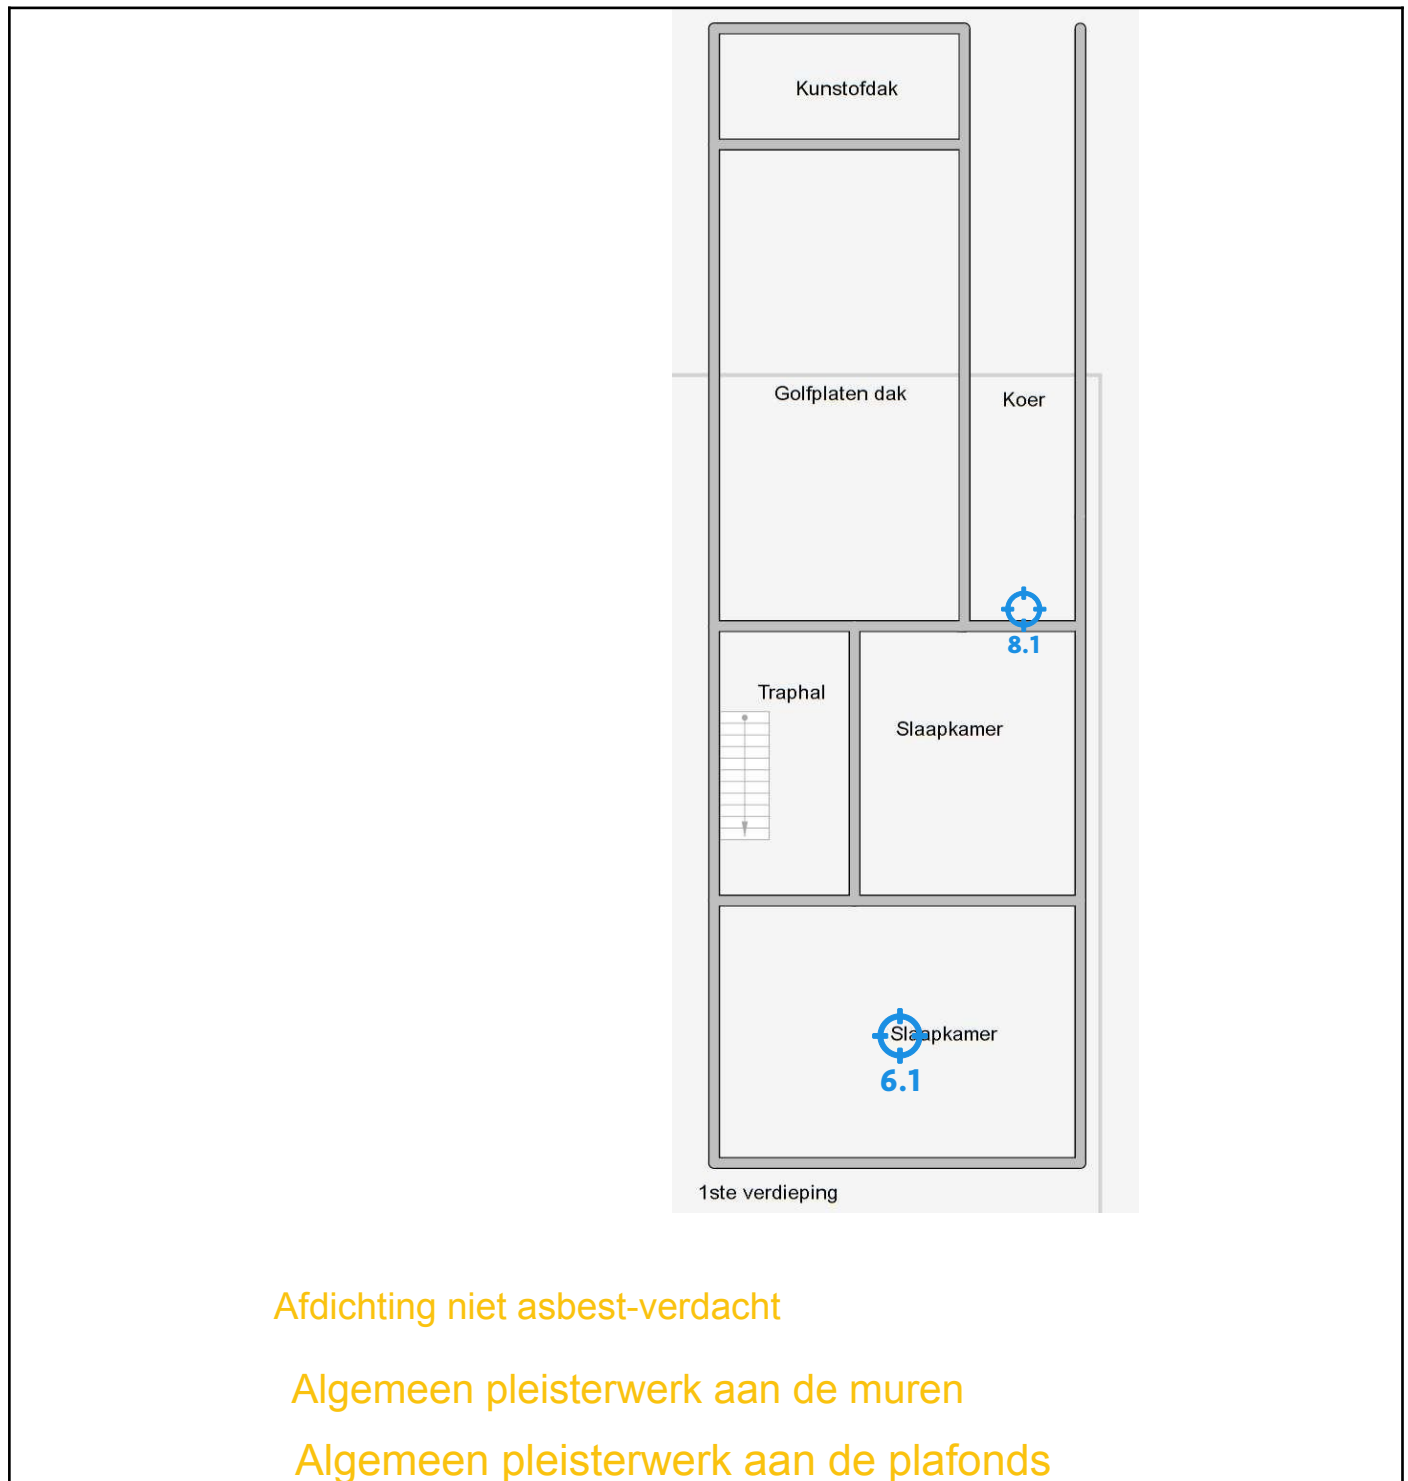 Kunstofdak
Golfplaten dak
Koer
8.1
Traphal
Slaapkamer
Slaapkamer
6.1
1ste verdieping
Afdichting niet asbest-verdacht
Algemeen pleisterwerk aan de muren
Algemeen pleisterwerk aan de plafonds